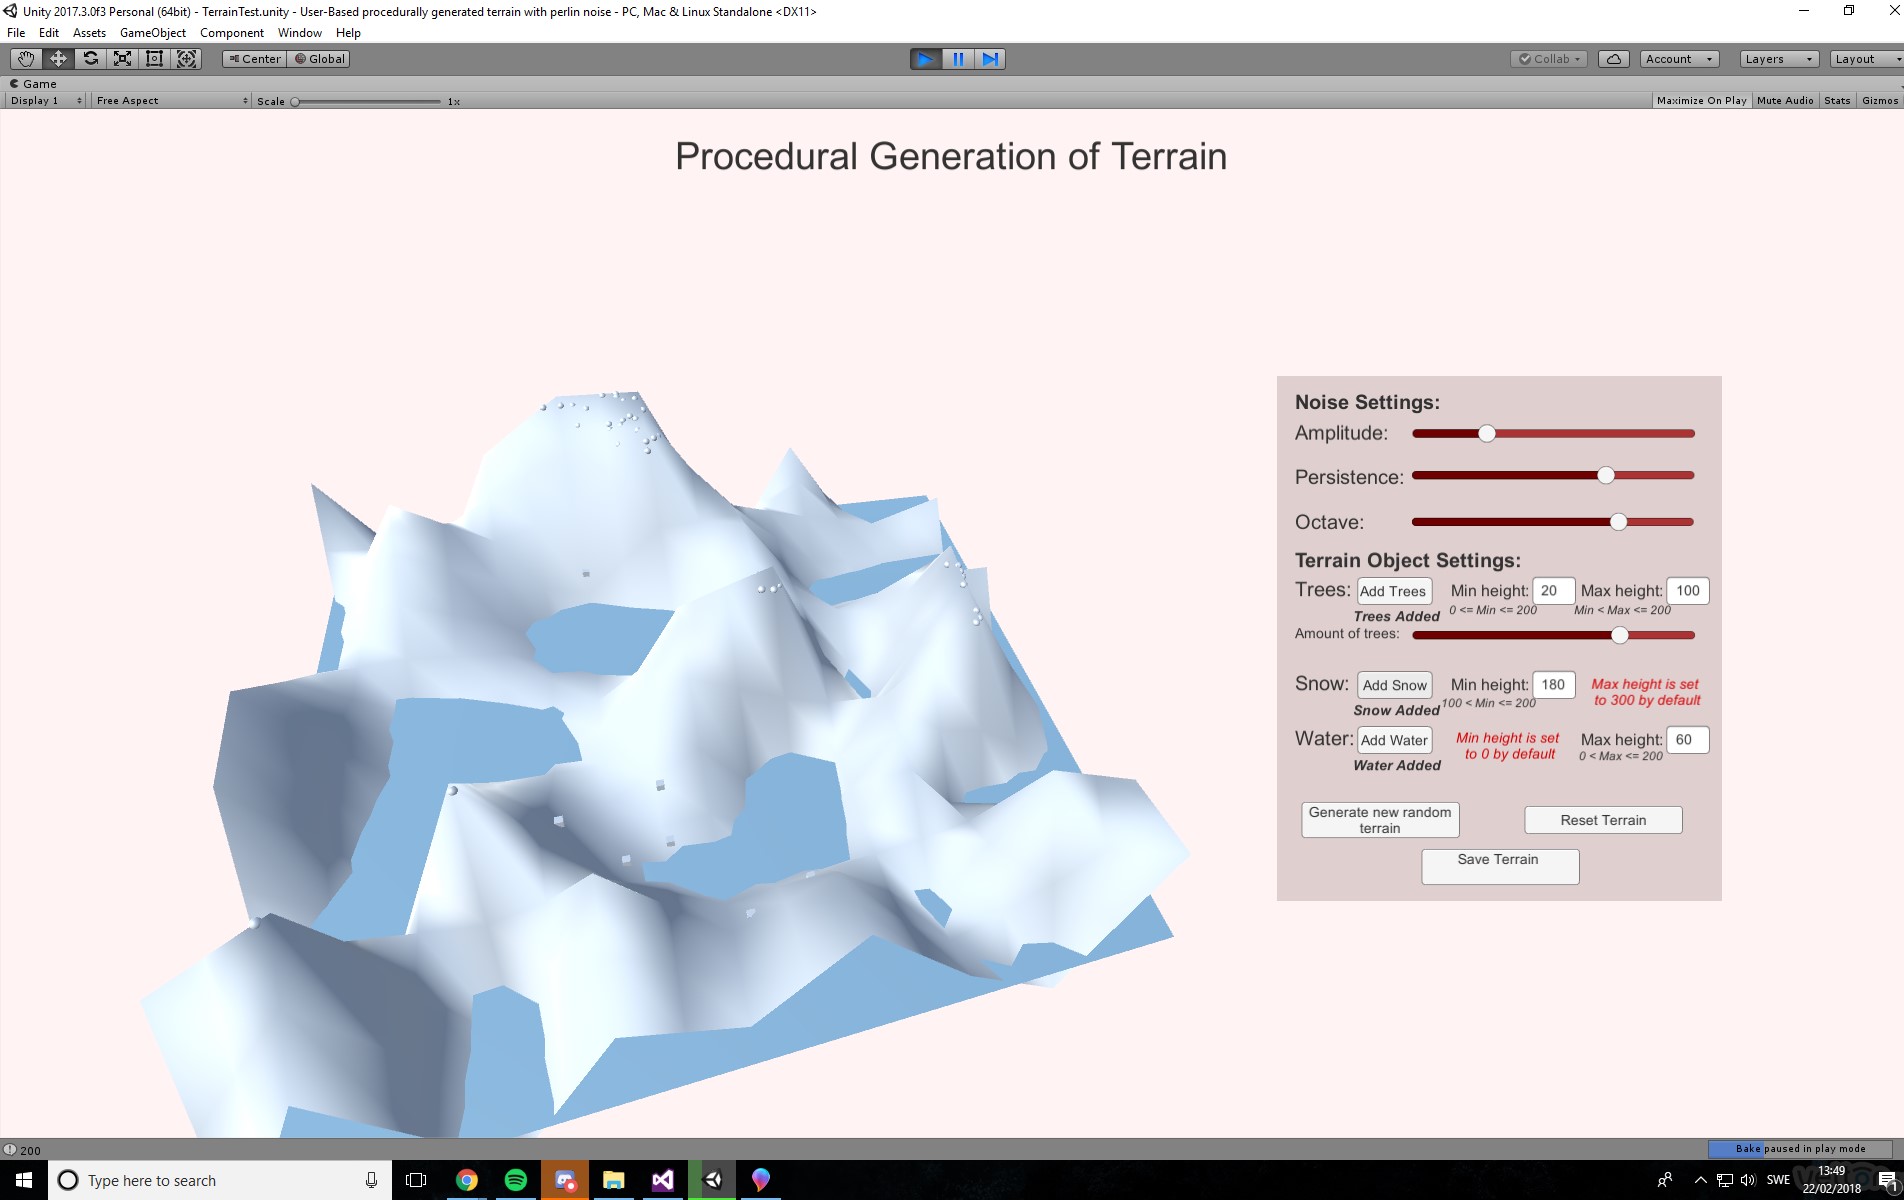 Unity 2017.3.0f3 Personal (64bit) - TerrainTest.unity - User-Based procedurally generated terrain with perlin noise - PC, Mac & Linux Standalone <DX11>
File Edit Assets GameObject Component Window Help
Center Global Collab Account Layers Layout
Game
Display 1 Free Aspect Scale 1x Maximize On Play Mute Audio Stats Gizmos
Procedural Generation of Terrain
Noise Settings:
Amplitude:
Persistence:
Octave:
Terrain Object Settings:
Trees: Add Trees Min height: 20 Max height: 100
Trees Added 0 <= Min <= 200 Min < Max <= 200
Amount of trees:
Snow: Add Snow Min height: 180 Max height is set
to 300 by default
Snow Added 100 < Min <= 200
Water: Add Water Min height is set
to 0 by default Max height: 60
Water Added 0 < Max <= 200
Generate new random
terrain
Reset Terrain
Save Terrain
200 Bake paused in play mode
Type here to search
SWE 13:49
22/02/2018 1